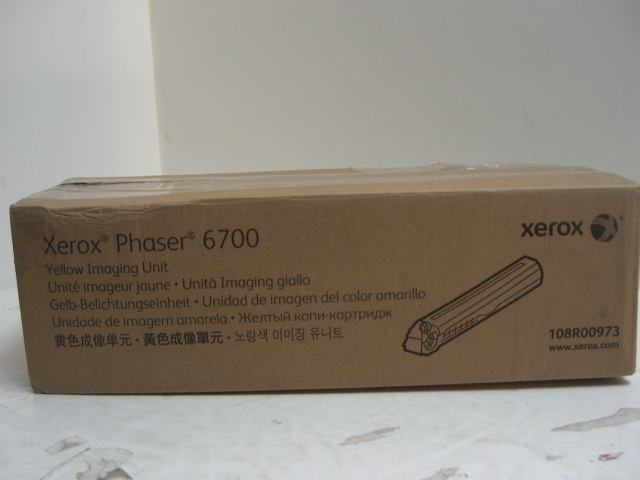 Xerox® Phaser® 6700
Yellow Imaging Unit
Unité imageur jaune • Unità Imaging giallo
Gelb-Belichtungseinheit • Unidad de imagen del color amarillo
Unidade de imagem amarela • Желтый копи-картридж
黄色成像单元 • 黃色成像單元 • 노랑색 이미징 유니트
xerox
108R00973
www.xerox.com